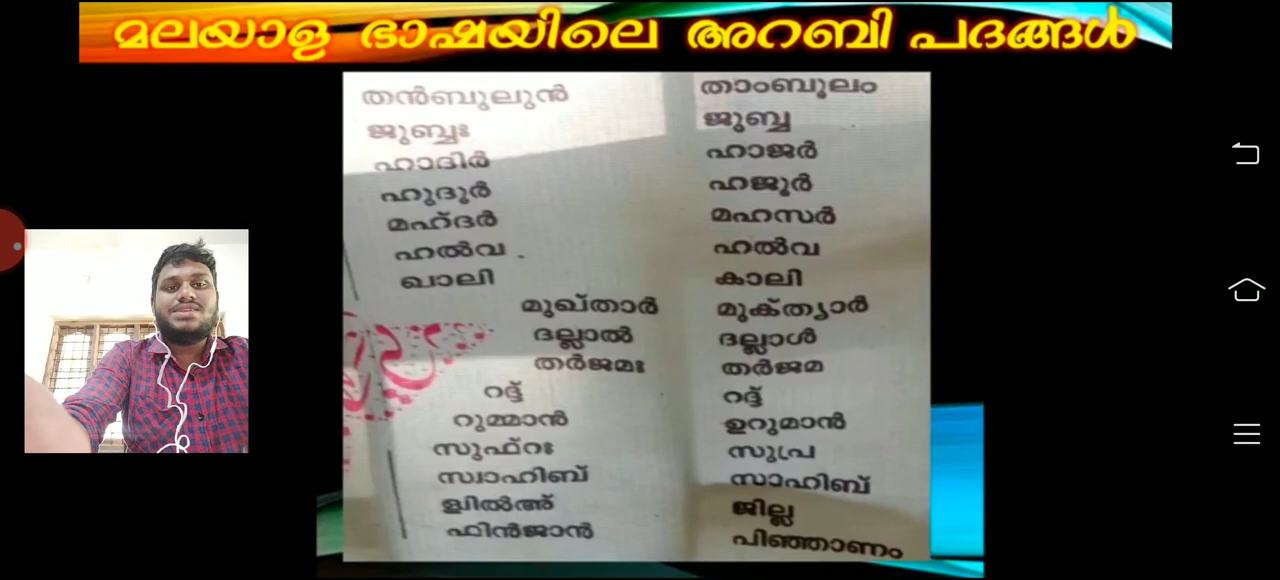 മലയാള ഭാഷയിലെ അറബി പദങ്ങൾ
തൻബുലുൻ താംബൂലം
ജുബ്ബഃ ജുബ്ബ
ഹാദിർ ഹാജർ
ഹുദൂർ ഹജൂർ
മഹ്ദർ മഹസർ
ഹൽവ ഹൽവ
ഖാലി കാലി
മുഖ്താർ മുക്ത്യാർ
ദല്ലാൽ ദല്ലാൾ
തർജമഃ തർജമ
റദ്ദ് റദ്ദ്
റുമ്മാൻ ഉറുമാൻ
സുഫ്റഃ സുപ്ര
സ്വാഹിബ് സാഹിബ്
ളിൽഅ് ജില്ല
ഫിൻജാൻ പിഞ്ഞാണം